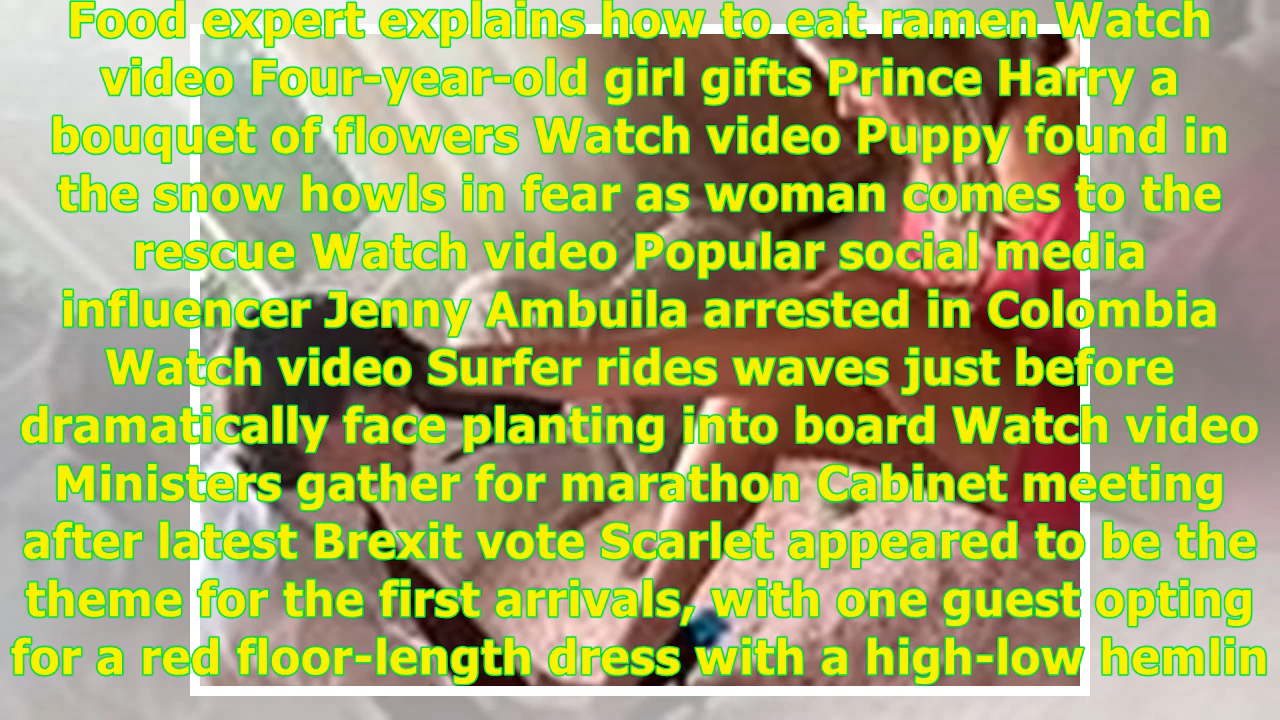 Food expert explains how to eat ramen Watch
video Four-year-old girl gifts Prince Harry a
bouquet of flowers Watch video Puppy found in
the snow howls in fear as woman comes to the
rescue Watch video Popular social media
influencer Jenny Ambuila arrested in Colombia
Watch video Surfer rides waves just before
dramatically face planting into board Watch video
Ministers gather for marathon Cabinet meeting
after latest Brexit vote Scarlet appeared to be the
theme for the first arrivals, with one guest opting
for a red floor-length dress with a high-low hemlin